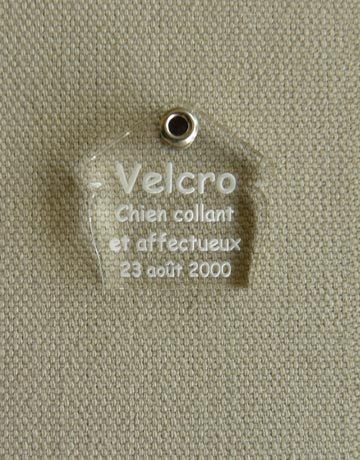 Velcro
Chien collant
et affectueux
23 août 2000